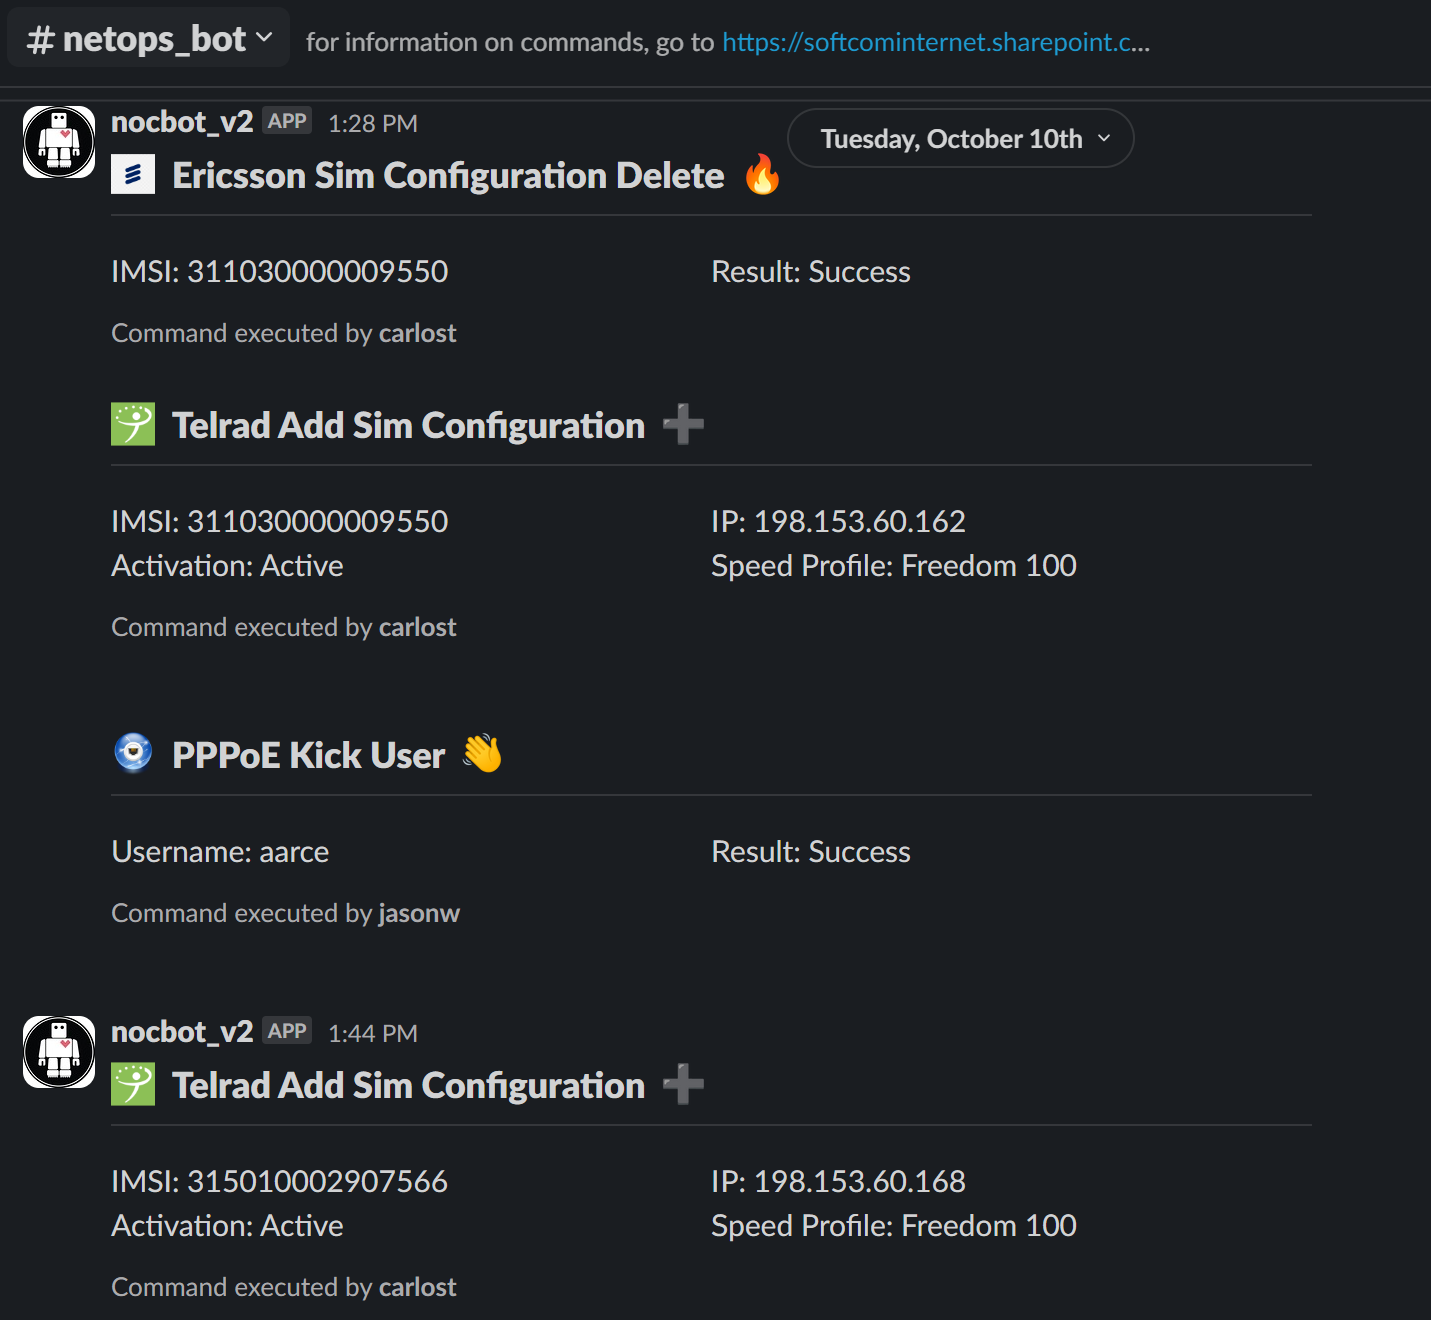 # netops_bot for information on commands, go to https://softcominternet.sharepoint.c...
nocbot_v2 APP 1:28 PM
Tuesday, October 10th
Ericsson Sim Configuration Delete 🔥
IMSI: 311030000009550 Result: Success
Command executed by carlost
Telrad Add Sim Configuration ➕
IMSI: 311030000009550 IP: 198.153.60.162
Activation: Active Speed Profile: Freedom 100
Command executed by carlost
PPPoE Kick User 👋
Username: aarce Result: Success
Command executed by jasonw
nocbot_v2 APP 1:44 PM
Telrad Add Sim Configuration ➕
IMSI: 315010002907566 IP: 198.153.60.168
Activation: Active Speed Profile: Freedom 100
Command executed by carlost